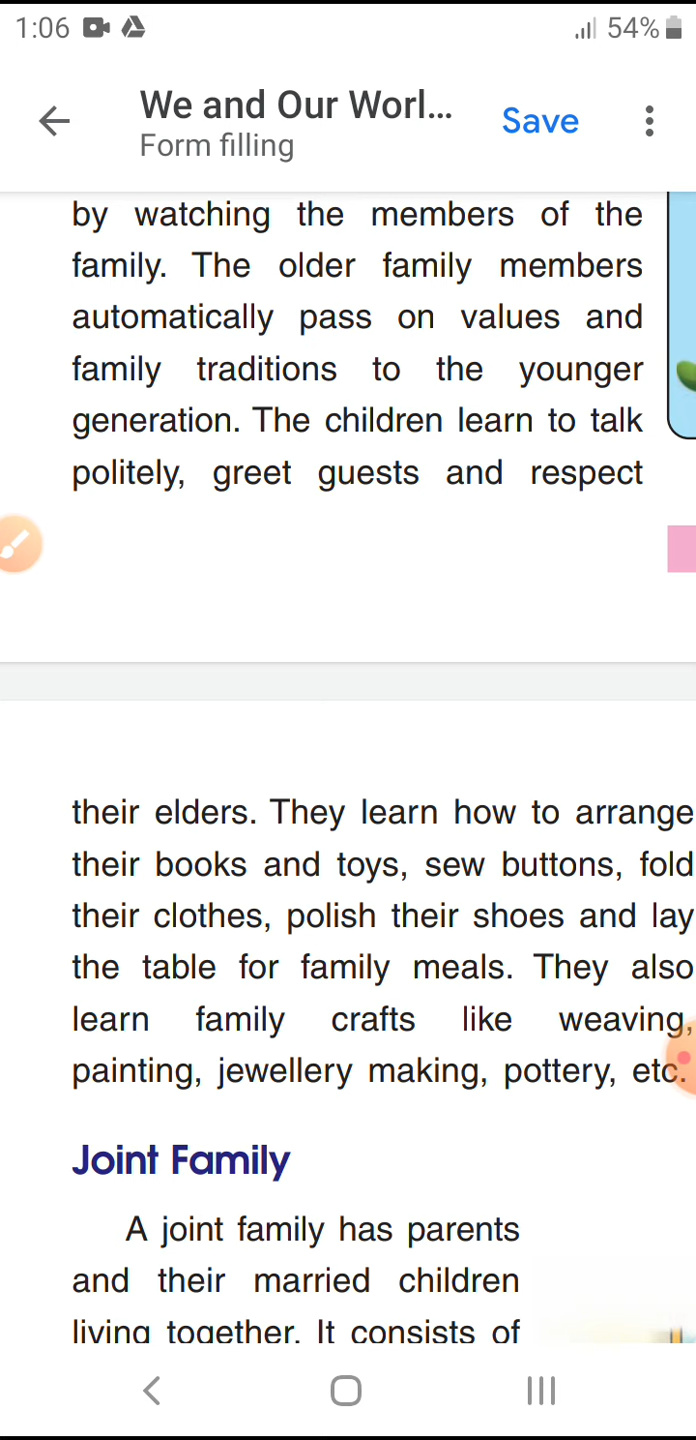 1:06
54%
We and Our Worl...
Save
Form filling
by watching the members of the
family. The older family members
automatically pass on values and
family traditions to the younger
generation. The children learn to talk
politely, greet guests and respect
their elders. They learn how to arrange
their books and toys, sew buttons, fold
their clothes, polish their shoes and lay
the table for family meals. They also
learn family crafts like weaving,
painting, jewellery making, pottery, etc.
Joint Family
A joint family has parents
and their married children
living together. It consists of